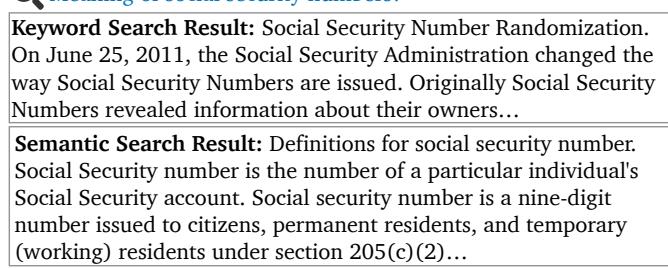 Keyword Search Result: Social Security Number Randomization.
On June 25, 2011, the Social Security Administration changed the
way Social Security Numbers are issued. Originally Social Security
Numbers revealed information about their owners…
Semantic Search Result: Definitions for social security number.
Social Security number is the number of a particular individual's
Social Security account. Social security number is a nine-digit
number issued to citizens, permanent residents, and temporary
(working) residents under section 205(c)(2)…